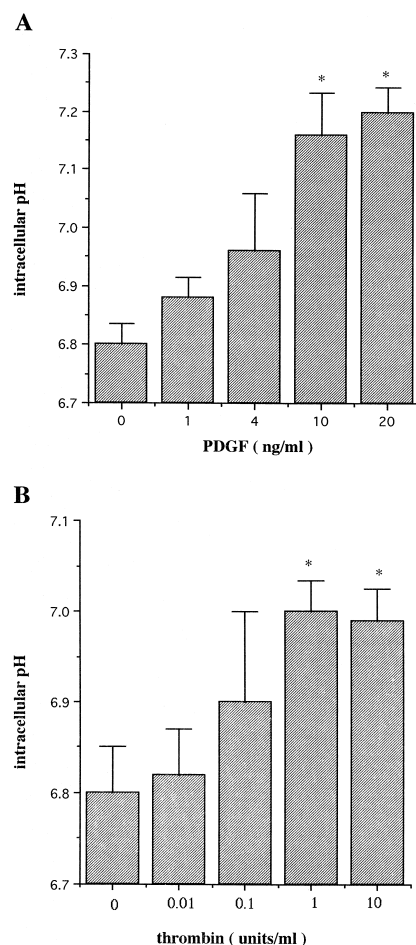 A
7.3
* *
7.2
7.1
7.0
6.9
6.8
6.7
intracellular pH
0 1 4 10 20
PDGF ( ng/ml )
B
7.1
* *
7.0
6.9
6.8
6.7
intracellular pH
0 0.01 0.1 1 10
thrombin ( units/ml )